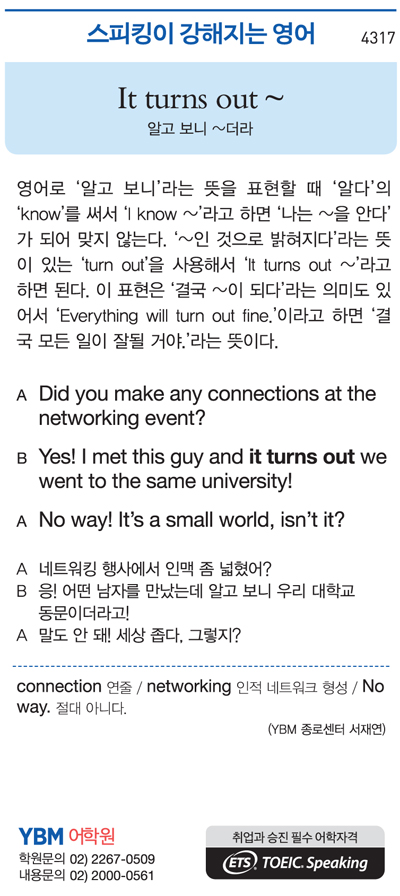 스피킹이 강해지는 영어 4317
It turns out ~
알고 보니 ~더라
영어로 ‘알고 보니’라는 뜻을 표현할 때 ‘알다’의
‘know’를 써서 ‘I know ~’라고 하면 ‘나는 ~을 안다’
가 되어 맞지 않는다. ‘~인 것으로 밝혀지다’라는 뜻
이 있는 ‘turn out’을 사용해서 ‘It turns out ~’라고
하면 된다. 이 표현은 ‘결국 ~이 되다’라는 의미도 있
어서 ‘Everything will turn out fine.’이라고 하면 ‘결
국 모든 일이 잘될 거야.’라는 뜻이다.
A Did you make any connections at the
networking event?
B Yes! I met this guy and it turns out we
went to the same university!
A No way! It’s a small world, isn’t it?
A 네트워킹 행사에서 인맥 좀 넓혔어?
B 응! 어떤 남자를 만났는데 알고 보니 우리 대학교
동문이더라고!
A 말도 안 돼! 세상 좁다, 그렇지?
connection 연줄 / networking 인적 네트워크 형성 / No
way. 절대 아니다.
(YBM 종로센터 서재연)
YBM 어학원
학원문의 02) 2267-0509
내용문의 02) 2000-0561
취업과 승진 필수 어학자격
ETS TOEIC. Speaking